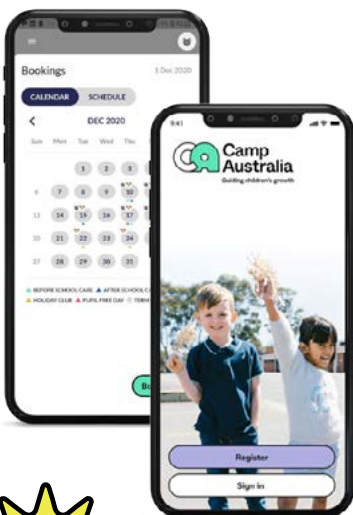 Bookings
1 Dec 2020
CALENDAR SCHEDULE
DEC 2020
Sun Mon Tue Wed Thu
1 2 3
6 7 8 9 10
13 14 15 16 17
20 21 22 23 24
27 28 29 30 31
BEFORE SCHOOL CARE AFTER SCHOOL
HOLIDAY CLUB PUPIL FREE DAY
9:41
Camp
Australia
Guiding children's growth
Register
Sign in